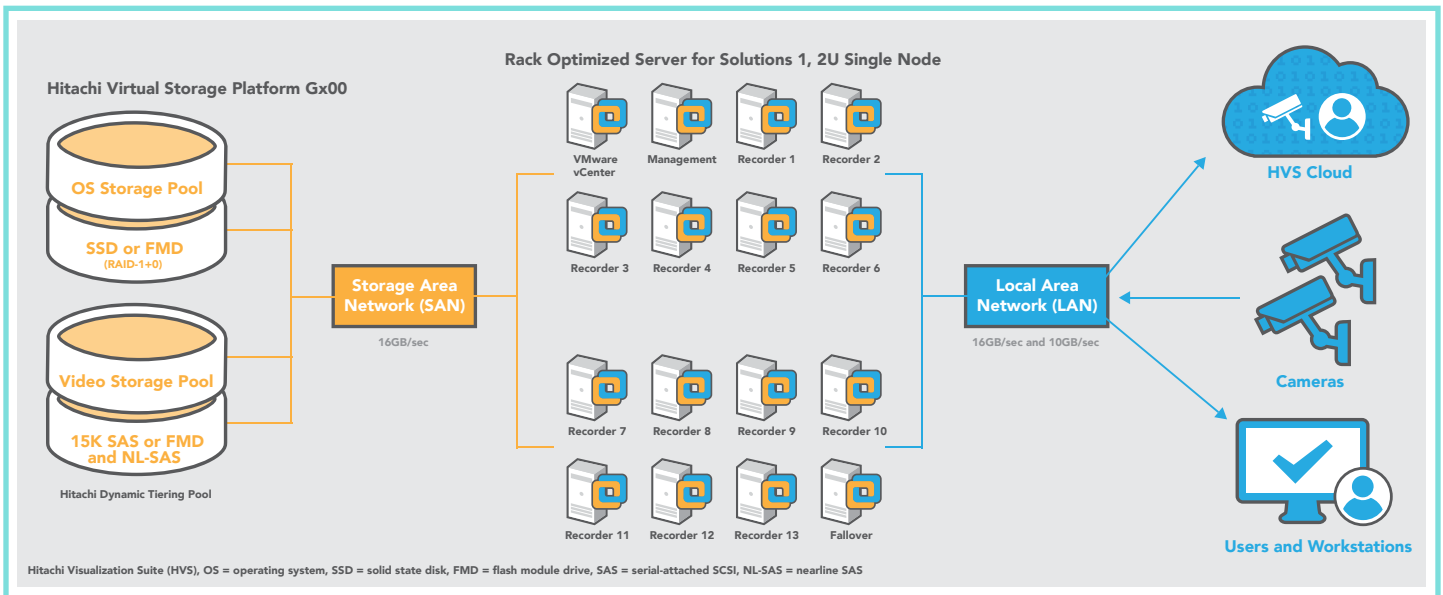 Rack Optimized Server for Solutions 1, 2U Single Node
Hitachi Virtual Storage Platform Gx00
OS Storage Pool
SSD or FMD
(RAID-1+0)
Video Storage Pool
15K SAS or FMD
and NL-SAS
Hitachi Dynamic Tiering Pool
Storage Area
Network (SAN)
16GB/sec
VMware
vCenter
Management
Recorder 1
Recorder 2
Recorder 3
Recorder 4
Recorder 5
Recorder 6
Recorder 7
Recorder 8
Recorder 9
Recorder 10
Recorder 11
Recorder 12
Recorder 13
Fallover
Local Area
Network (LAN)
16GB/sec and 10GB/sec
HVS Cloud
Cameras
Users and Workstations
Hitachi Visualization Suite (HVS), OS = operating system, SSD = solid state disk, FMD = flash module drive, SAS = serial-attached SCSI, NL-SAS = nearline SAS